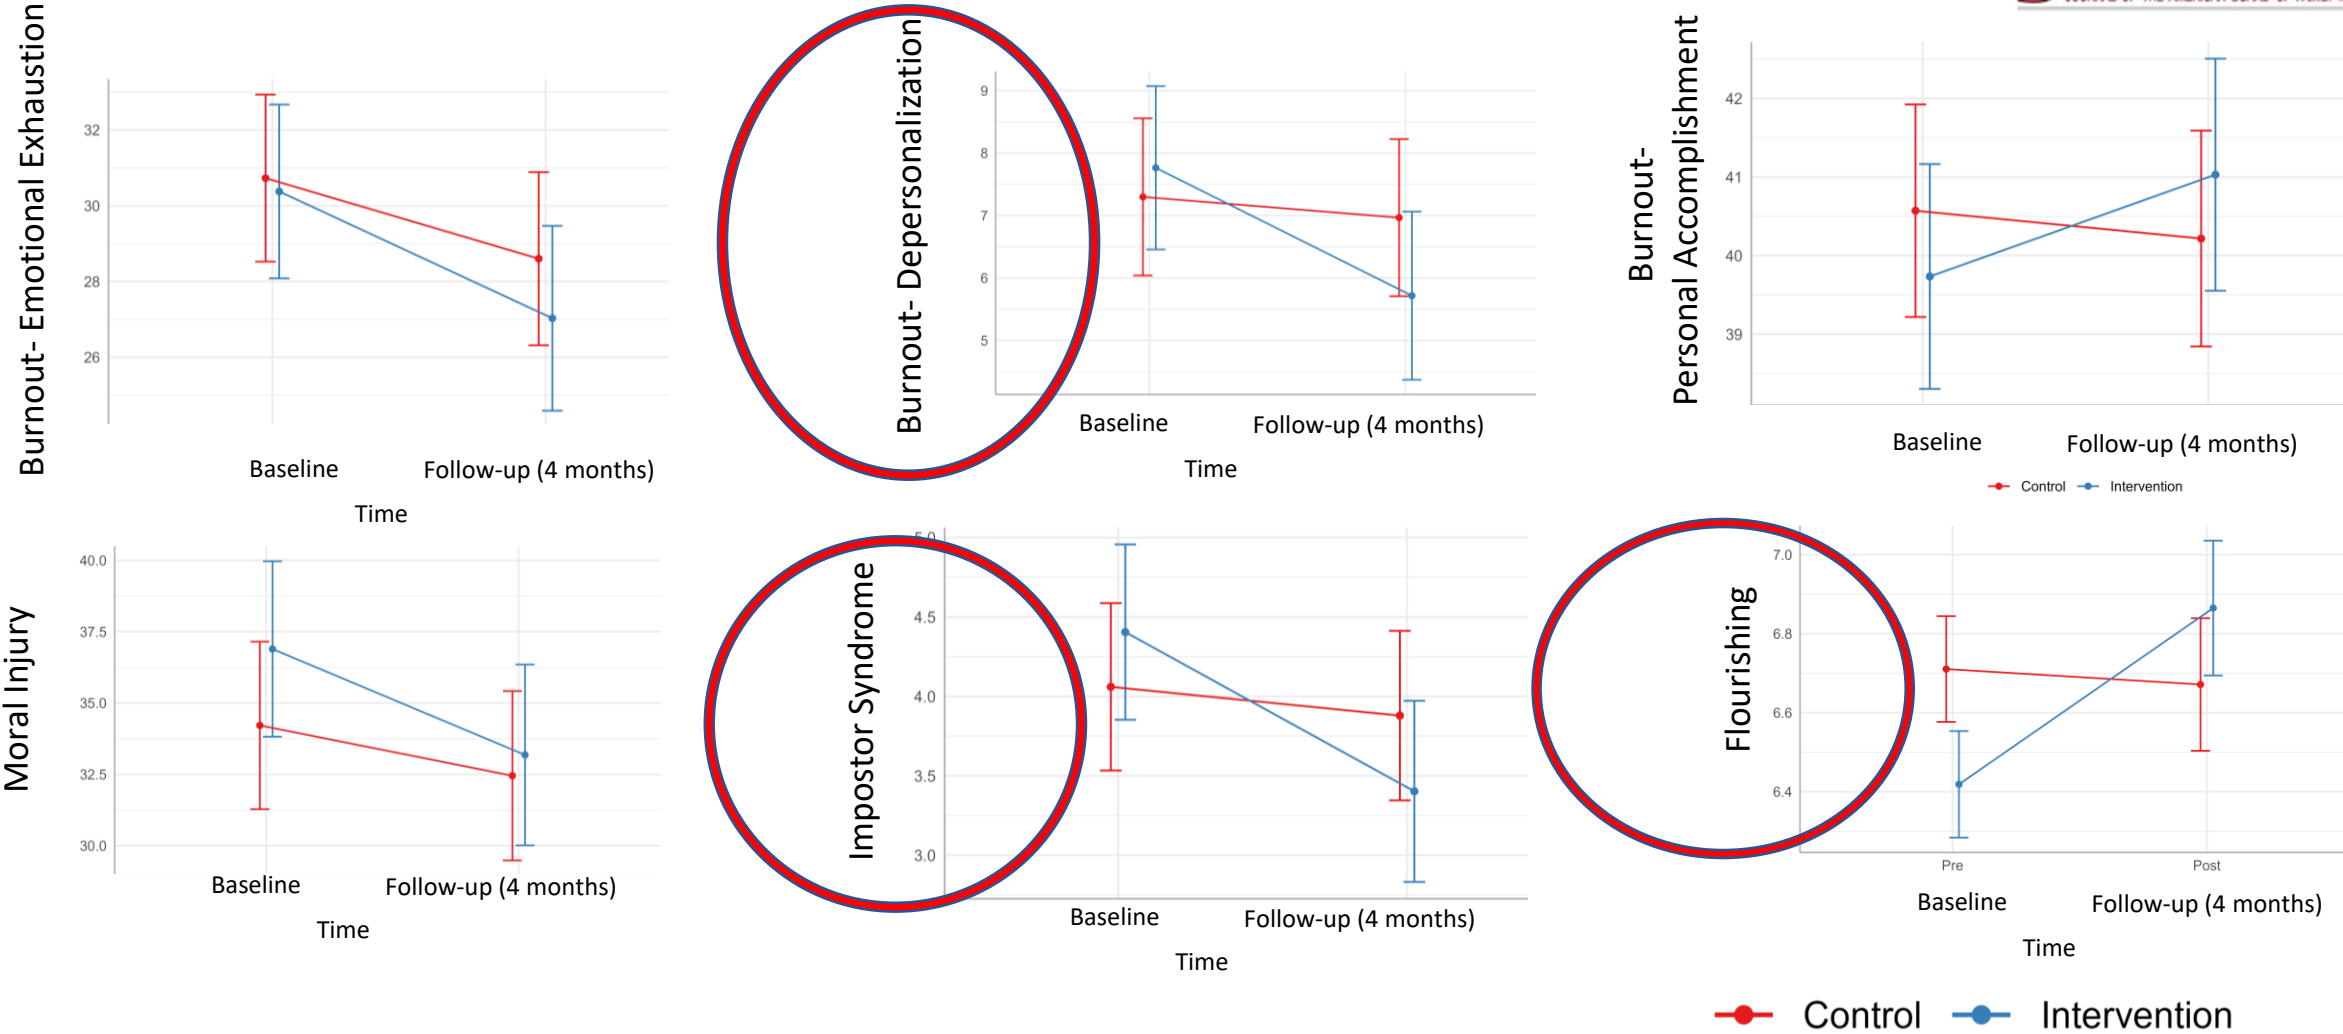 Burnout- Emotional Exhaustion
32
30
28
26
Baseline
Follow-up (4 months)
Time
Burnout- Depersonalization
9
8
7
6
5
Baseline
Follow-up (4 months)
Time
Burnout-
Personal Accomplishment
42
41
40
39
Baseline
Follow-up (4 months)
Control
Intervention
Moral Injury
40.0
37.5
35.0
32.5
30.0
Baseline
Follow-up (4 months)
Time
Impostor Syndrome
5.0
4.5
4.0
3.5
3.0
Baseline
Follow-up (4 months)
Time
Flourishing
7.0
6.8
6.6
6.4
Pre
Post
Baseline
Follow-up (4 months)
Time
Control
Intervention